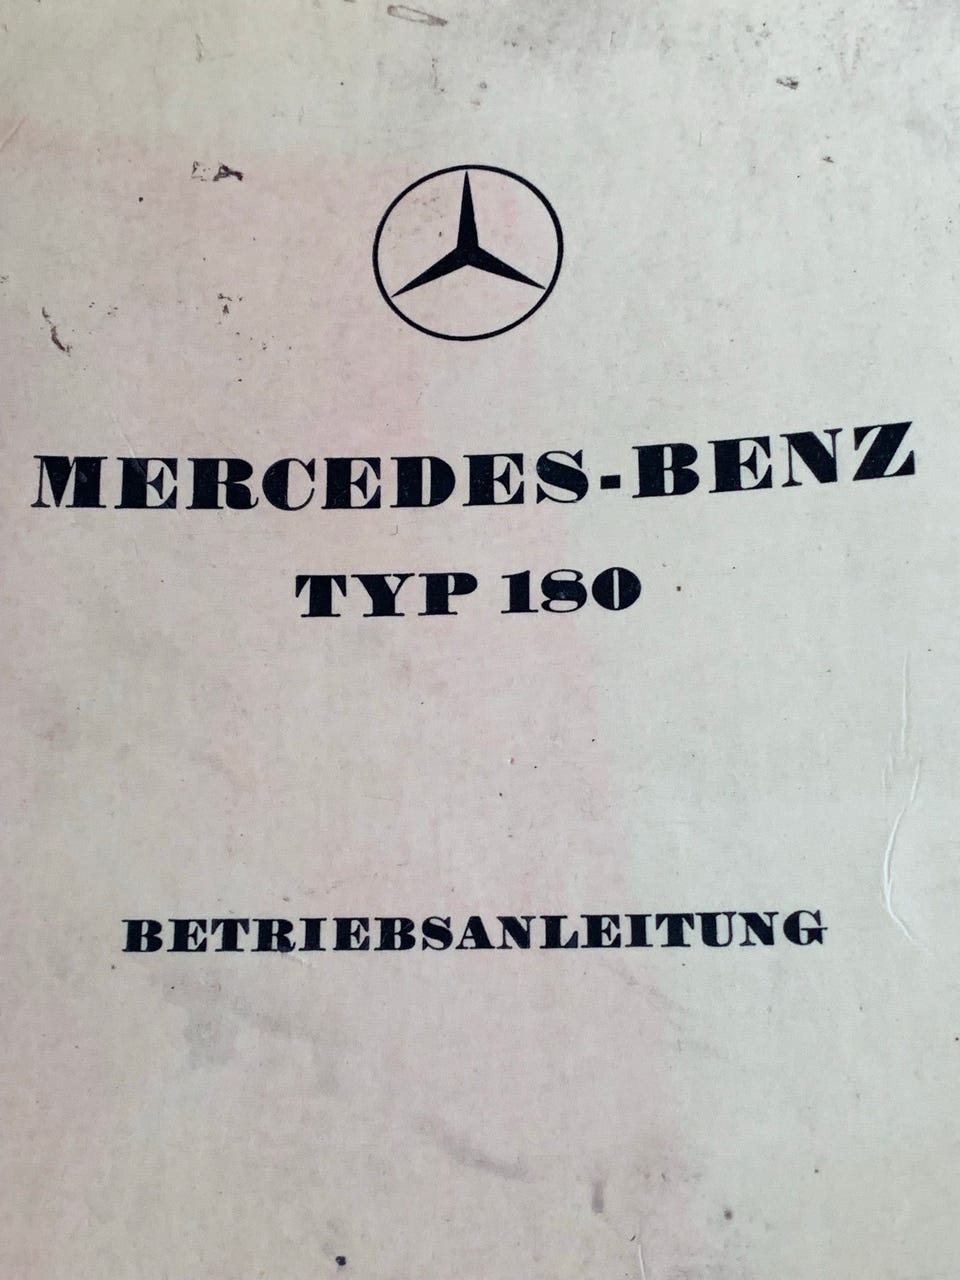 MERCEDES-BENZ
TYP 180
BETRIEBSANLEITUNG